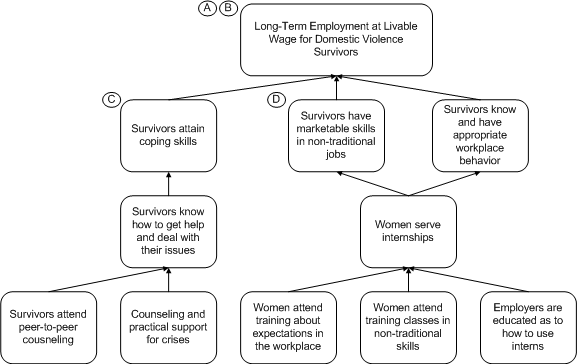 A B
Long-Term Employment at Livable
Wage for Domestic Violence
Survivors
C
Survivors attain
coping skills
D
Survivors have
marketable skills
in non-traditional
jobs
Survivors know
and have
appropriate
workplace
behavior
Survivors know
how to get help
and deal with
their issues
Women serve
internships
Survivors attend
peer-to-peer
cousneling
Counseling and
practical support
for crises
Women attend
training about
expectations in
the workplace
Women attend
training classes in
non-traditional
skills
Employers are
educated as to
how to use
interns